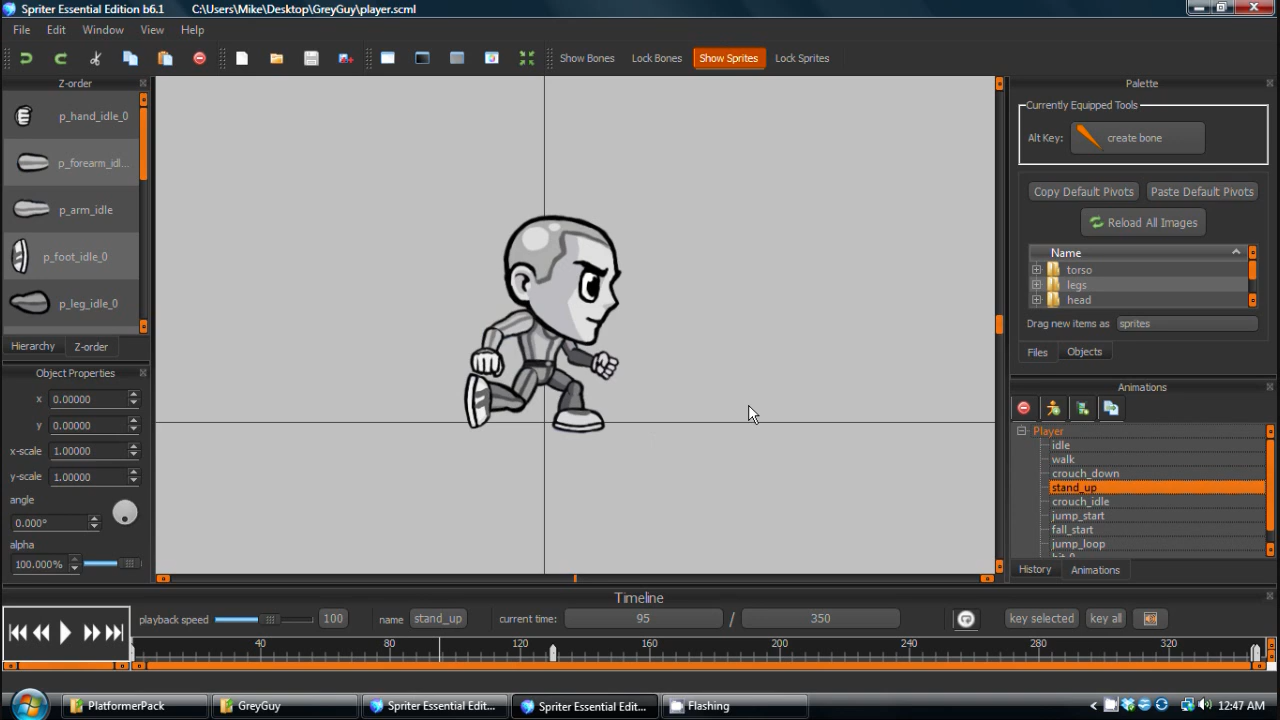 Spriter Essential Edition b6.1 C:\Users\Mike\Desktop\GreyGuy\player.scml
File Edit Window View Help
Show Bones Lock Bones Show Sprites Lock Sprites
Z-order
p_hand_idle_0
p_forearm_idl...
p_arm_idle
p_foot_idle_0
p_leg_idle_0
Hierarchy Z-order
Object Properties
x 0.00000
y 0.00000
x-scale 1.00000
y-scale 1.00000
angle
0.000°
alpha
100.000%
Palette
Currently Equipped Tools
Alt Key: create bone
Copy Default Pivots Paste Default Pivots
Reload All Images
Name
torso
legs
head
Drag new items as sprites
Files Objects
Animations
Player
idle
walk
crouch_down
stand_up
crouch_idle
jump_start
fall_start
jump_loop
History Animations
Timeline
playback speed 100 name stand_up current time: 95 / 350 key selected key all
40 80 120 160 200 240 280 320
PlatformerPack GreyGuy Spriter Essential Edit... Spriter Essential Edit... Flashing 12:47 AM